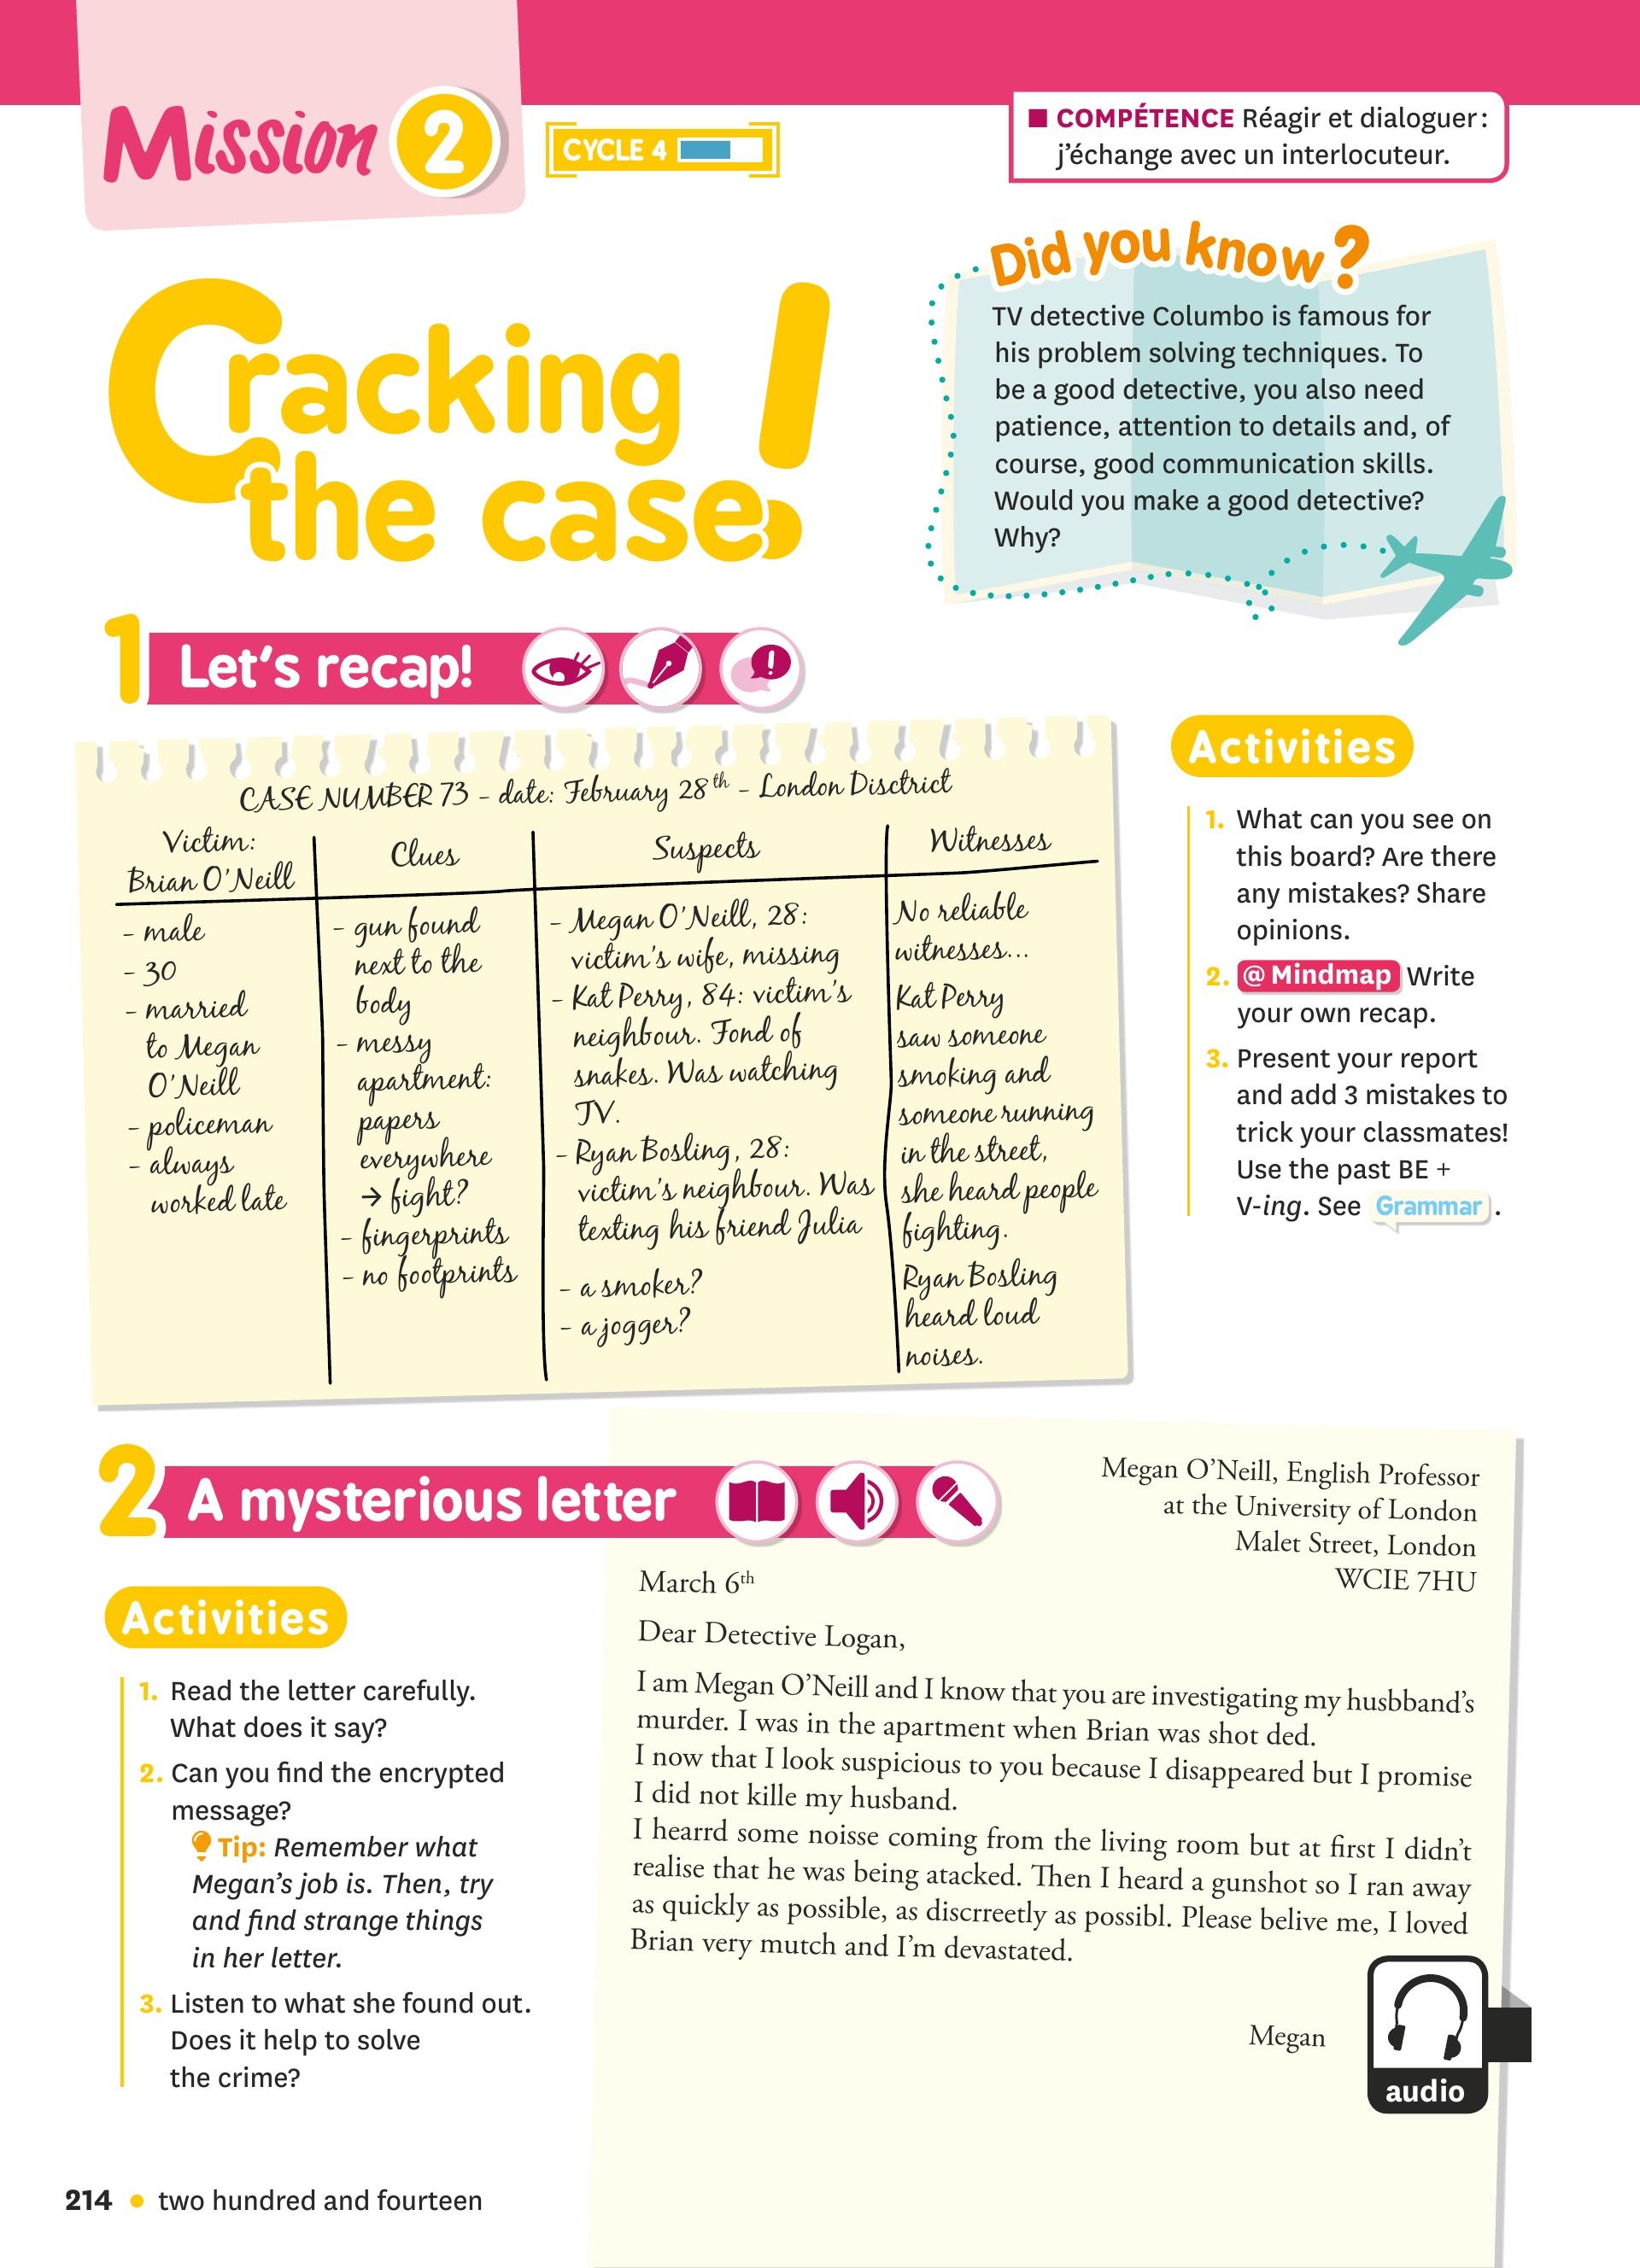 Mission 2
CYCLE 4
■ COMPÉTENCE Réagir et dialoguer :
j'échange avec un interlocuteur.
Did you know?
TV detective Columbo is famous for
his problem solving techniques. To
be a good detective, you also need
patience, attention to details and, of
course, good communication skills.
Would you make a good detective?
Why?
Cracking
the case!
1 Let's recap!
CASE NUMBER 73 - date: February 28th - London Disctrict
Victim:
Brian O'Neill
- male
- 30
- married
to Megan
O'Neill
- policeman
- always
worked late
Clues
- gun found
next to the
body
- messy
apartment:
papers
everywhere
→ fight?
- fingerprints
- no footprints
Suspects
- Megan O'Neill, 28:
victim's wife, missing
- Kat Perry, 84: victim's
neighbour. Fond of
snakes. Was watching
TV.
- Ryan Bosling, 28:
victim's neighbour. Was
texting his friend Julia
- a smoker?
- a jogger?
Witnesses
No reliable
witnesses...
Kat Perry
saw someone
smoking and
someone running
in the street,
she heard people
fighting.
Ryan Bosling
heard loud
noises.
Activities
1. What can you see on
this board? Are there
any mistakes? Share
opinions.
2. @ Mindmap Write
your own recap.
3. Present your report
and add 3 mistakes to
trick your classmates!
Use the past BE +
V-ing. See Grammar.
2 A mysterious letter
Activities
1. Read the letter carefully.
What does it say?
2. Can you find the encrypted
message?
Tip: Remember what
Megan's job is. Then, try
and find strange things
in her letter.
3. Listen to what she found out.
Does it help to solve
the crime?
Megan O'Neill, English Professor
at the University of London
Malet Street, London
WCIE 7HU
March 6th
Dear Detective Logan,
I am Megan O'Neill and I know that you are investigating my husbband's
murder. I was in the apartment when Brian was shot ded.
I now that I look suspicious to you because I disappeared but I promise
I did not kille my husband.
I hearrd some noisse coming from the living room but at first I didn't
realise that he was being atacked. Then I heard a gunshot so I ran away
as quickly as possible, as discrreetly as possibl. Please belive me, I loved
Brian very mutch and I'm devastated.
Megan
audio
214 • two hundred and fourteen